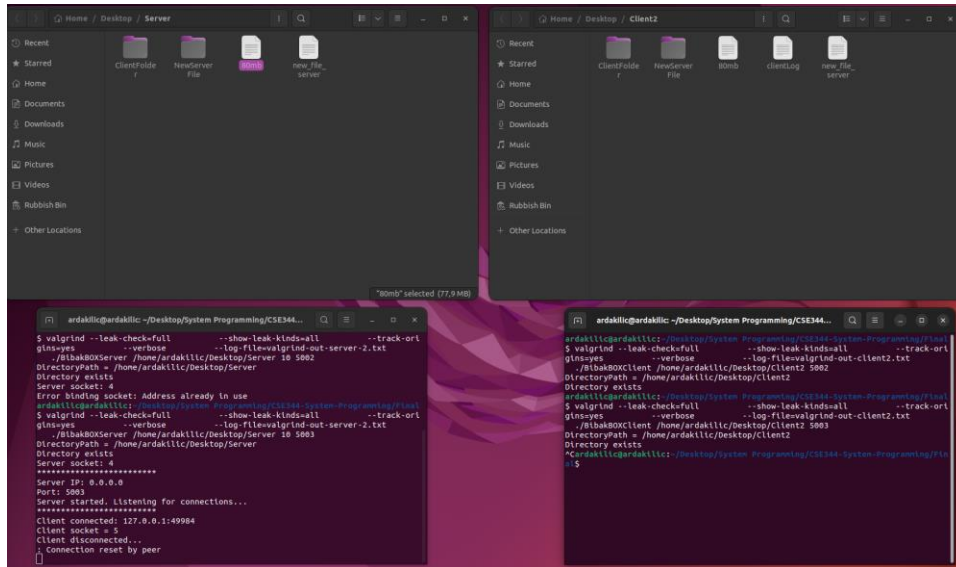 Home / Desktop / Server
Recent
Starred
Home
Documents
Downloads
Music
Pictures
Videos
Rubbish Bin
+ Other Locations
ClientFolde
r
NewServer
File
80mb
new_file_
server
"80mb" selected (77,9 MB)
Home / Desktop / Client2
Recent
Starred
Home
Documents
Downloads
Music
Pictures
Videos
Rubbish Bin
+ Other Locations
ClientFolde
r
NewServer
File
80mb
clientLog
new_file_
server
ardakilic@ardakilic: ~/Desktop/System Programming/CSE344...
$ valgrind --leak-check=full --show-leak-kinds=all --track-ori
gins=yes --verbose --log-file=valgrind-out-server-2.txt
./BibakBOXServer /home/ardakilic/Desktop/Server 10 5002
DirectoryPath = /home/ardakilic/Desktop/Server
Directory exists
Server socket: 4
Error binding socket: Address already in use
ardakilic@ardakilic:~/Desktop/System Programming/CSE344-System-Programming/Final
$ valgrind --leak-check=full --show-leak-kinds=all --track-ori
gins=yes --verbose --log-file=valgrind-out-server-2.txt
./BibakBOXServer /home/ardakilic/Desktop/Server 10 5003
DirectoryPath = /home/ardakilic/Desktop/Server
Directory exists
Server socket: 4
*************************
Server IP: 0.0.0.0
Port: 5003
Server started. Listening for connections...
*************************
Client connected: 127.0.0.1:49984
Client socket = 5
Client disconnected...
: Connection reset by peer
ardakilic@ardakilic: ~/Desktop/System Programming/CSE344...
ardakilic@ardakilic:~/Desktop/System Programming/CSE344-System-Programming/Final
$ valgrind --leak-check=full --show-leak-kinds=all --track-ori
gins=yes --verbose --log-file=valgrind-out-client2.txt
./BibakBOXClient /home/ardakilic/Desktop/Client2 5002
DirectoryPath = /home/ardakilic/Desktop/Client2
Directory exists
ardakilic@ardakilic:~/Desktop/System Programming/CSE344-System-Programming/Final
$ valgrind --leak-check=full --show-leak-kinds=all --track-ori
gins=yes --verbose --log-file=valgrind-out-client2.txt
./BibakBOXClient /home/ardakilic/Desktop/Client2 5003
DirectoryPath = /home/ardakilic/Desktop/Client2
Directory exists
^Cardakilic@ardakilic:~/Desktop/System Programming/CSE344-System-Programming/Fin
al$